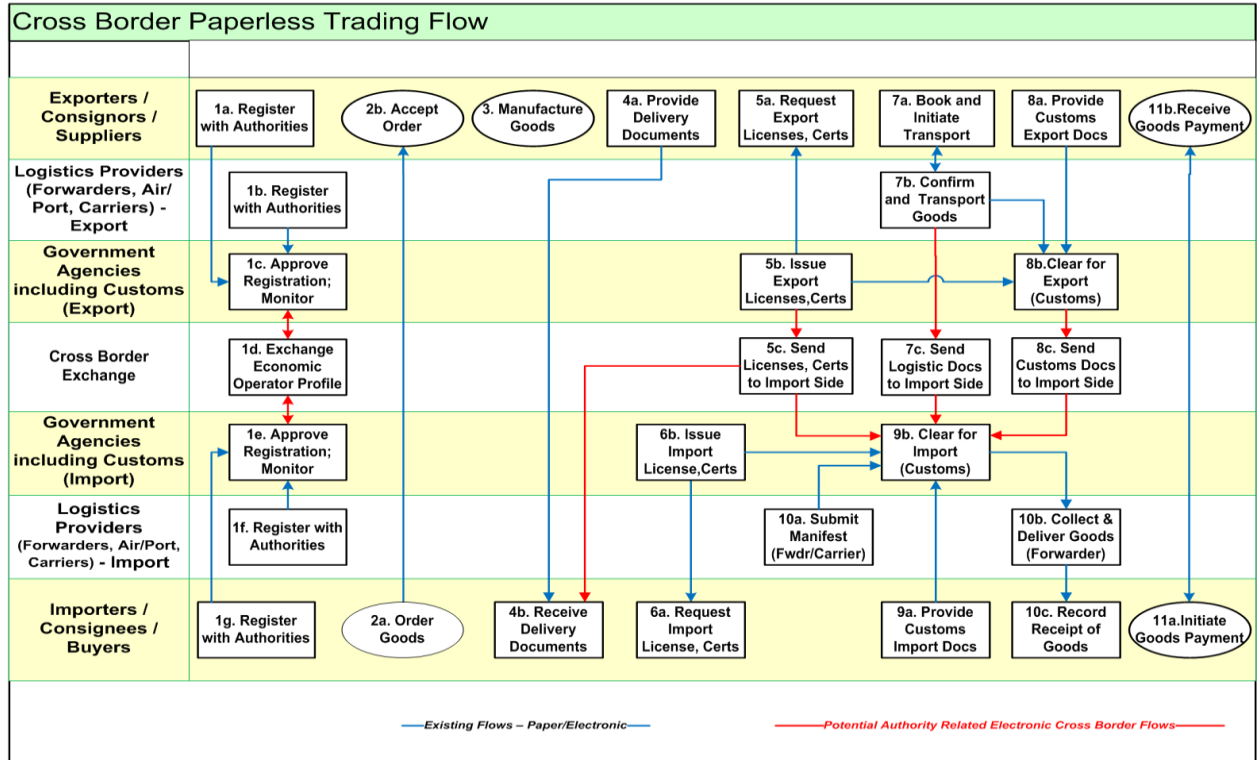 Cross Border Paperless Trading Flow
Exporters /
Consignors /
Suppliers
1a. Register
with Authorities
2b. Accept
Order
3. Manufacture
Goods
4a. Provide
Delivery
Documents
5a. Request
Export
Licenses, Certs
7a. Book and
Initiate
Transport
8a. Provide
Customs
Export Docs
11b.Receive
Goods Payment
Logistics Providers
(Forwarders, Air/
Port, Carriers) -
Export
1b. Register
with Authorities
7b. Confirm
and Transport
Goods
Government
Agencies
including Customs
(Export)
1c. Approve
Registration;
Monitor
5b. Issue
Export
Licenses,Certs
8b.Clear for
Export
(Customs)
Cross Border
Exchange
1d. Exchange
Economic
Operator Profile
5c. Send
Licenses, Certs
to Import Side
7c. Send
Logistic Docs
to Import Side
8c. Send
Customs Docs
to Import Side
Government
Agencies
including Customs
(Import)
1e. Approve
Registration;
Monitor
6b. Issue
Import
License,Certs
9b. Clear for
Import
(Customs)
Logistics
Providers
(Forwarders, Air/Port,
Carriers) - Import
1f. Register with
Authorities
10a. Submit
Manifest
(Fwdr/Carrier)
10b. Collect &
Deliver Goods
(Forwarder)
Importers /
Consignees /
Buyers
1g. Register
with Authorities
2a. Order
Goods
4b. Receive
Delivery
Documents
6a. Request
Import
License, Certs
9a. Provide
Customs
Import Docs
10c. Record
Receipt of
Goods
11a.Initiate
Goods Payment
Existing Flows – Paper/Electronic
Potential Authority Related Electronic Cross Border Flows